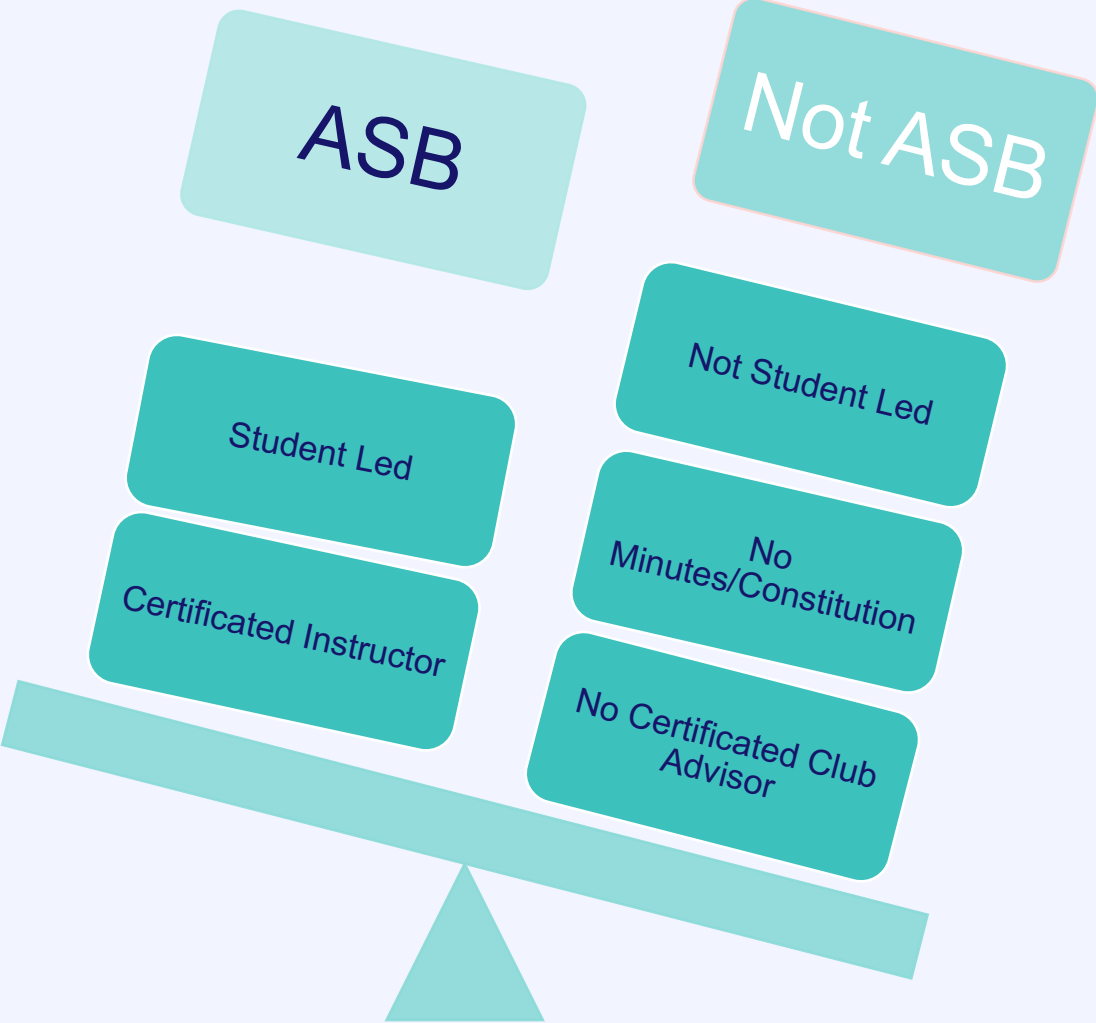 ASB
Not ASB
Student Led
Certificated Instructor
Not Student Led
No
Minutes/Constitution
No Certificated Club
Advisor